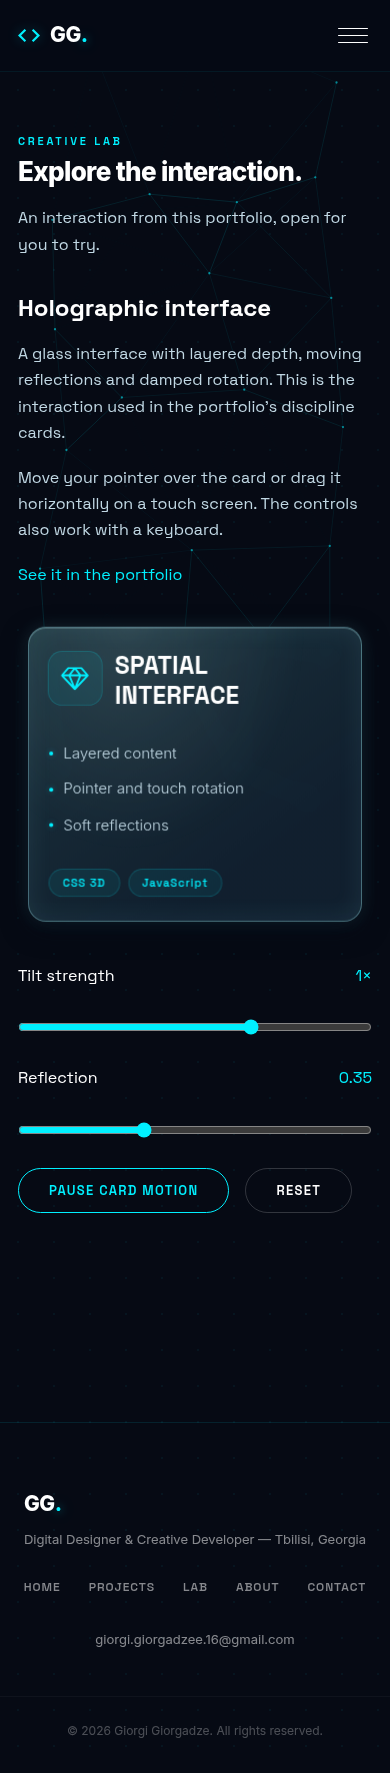 GG.
CREATIVE LAB
Explore the interaction.
An interaction from this portfolio, open for
you to try.
Holographic interface
A glass interface with layered depth, moving
reflections and damped rotation. This is the
interaction used in the portfolio's discipline
cards.
Move your pointer over the card or drag it
horizontally on a touch screen. The controls
also work with a keyboard.
See it in the portfolio
SPATIAL
INTERFACE
Layered content
Pointer and touch rotation
Soft reflections
CSS 3D JavaScript
Tilt strength 1×
Reflection 0.35
PAUSE CARD MOTION RESET
GG.
Digital Designer & Creative Developer — Tbilisi, Georgia
HOME PROJECTS LAB ABOUT CONTACT
giorgi.giorgadzee.16@gmail.com
© 2026 Giorgi Giorgadze. All rights reserved.